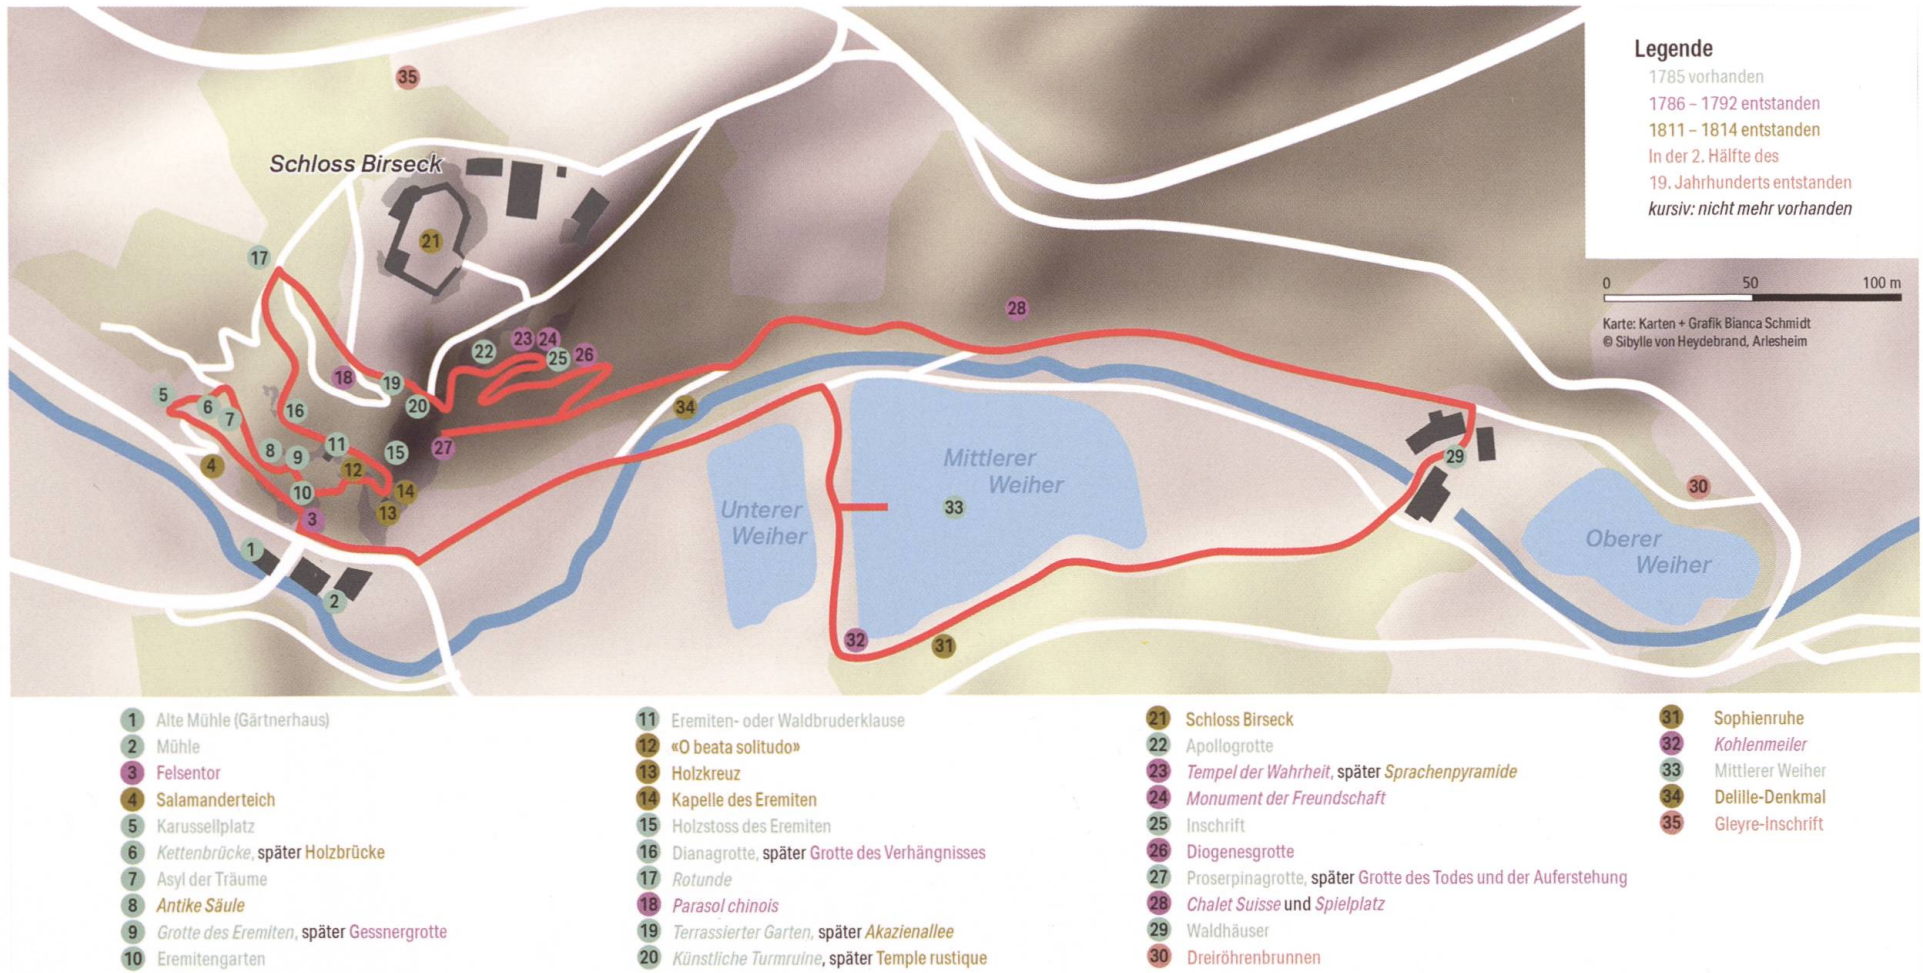 35
Schloss Birseck
21
17
28
22
23
24
25
26
18
19
20
5
6
7
16
34
8
9
11
15
27
4
10
12
14
3
13
1
2
Unterer
Weiher
Mittlerer
Weiher
33
29
30
Oberer
Weiher
32
31
Legende
1785 vorhanden
1786 – 1792 entstanden
1811 – 1814 entstanden
In der 2. Hälfte des
19. Jahrhunderts entstanden
kursiv: nicht mehr vorhanden
0 50 100 m
Karte: Karten + Grafik Bianca Schmidt
© Sibylle von Heydebrand, Arlesheim
1 Alte Mühle (Gärtnerhaus)
2 Mühle
3 Felsentor
4 Salamanderteich
5 Karussellplatz
6 Kettenbrücke, später Holzbrücke
7 Asyl der Träume
8 Antike Säule
9 Grotte des Eremiten, später Gessnergrotte
10 Eremitengarten
11 Eremiten- oder Waldbruderklause
12 «O beata solitudo»
13 Holzkreuz
14 Kapelle des Eremiten
15 Holzstoss des Eremiten
16 Dianagrotte, später Grotte des Verhängnisses
17 Rotunde
18 Parasol chinois
19 Terrassierter Garten, später Akazienallee
20 Künstliche Turmruine, später Temple rustique
21 Schloss Birseck
22 Apollogrotte
23 Tempel der Wahrheit, später Sprachenpyramide
24 Monument der Freundschaft
25 Inschrift
26 Diogenesgrotte
27 Proserpinagrotte, später Grotte des Todes und der Auferstehung
28 Chalet Suisse und Spielplatz
29 Waldhäuser
30 Dreiröhrenbrunnen
31 Sophienruhe
32 Kohlenmeiler
33 Mittlerer Weiher
34 Delille-Denkmal
35 Gleyre-Inschrift